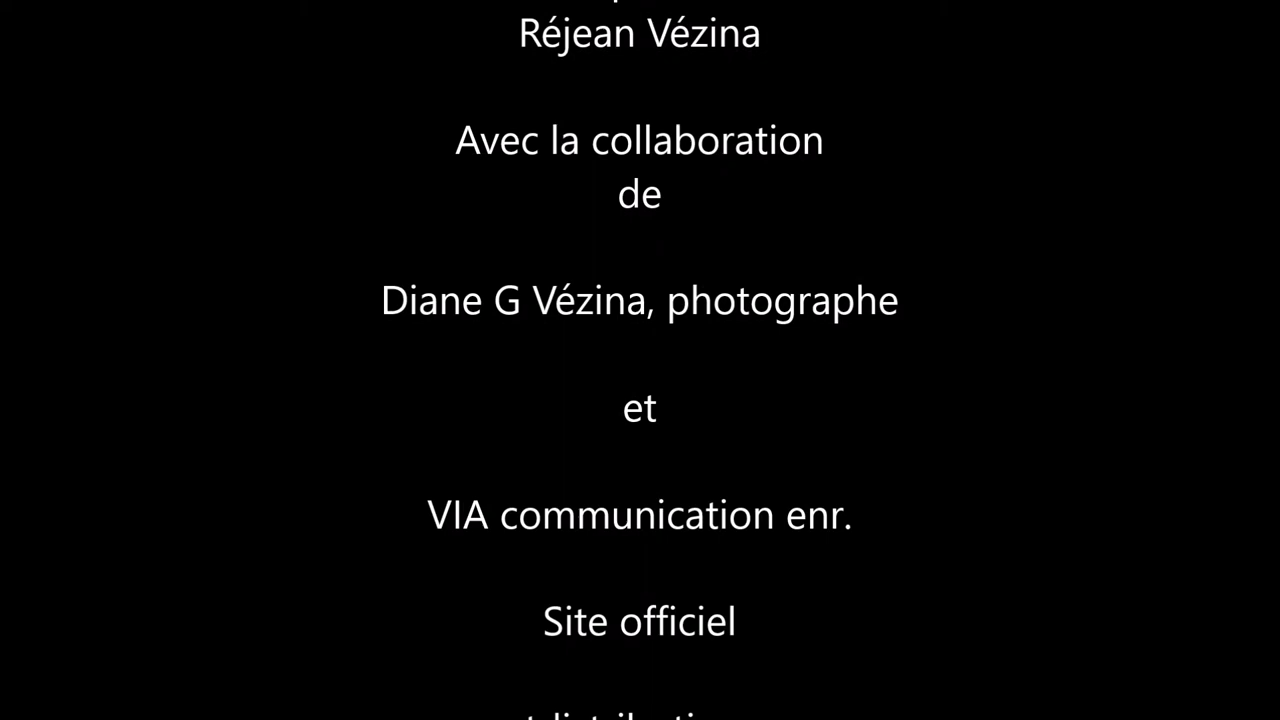 Réjean Vézina
Avec la collaboration
de
Diane G Vézina, photographe
et
VIA communication enr.
Site officiel